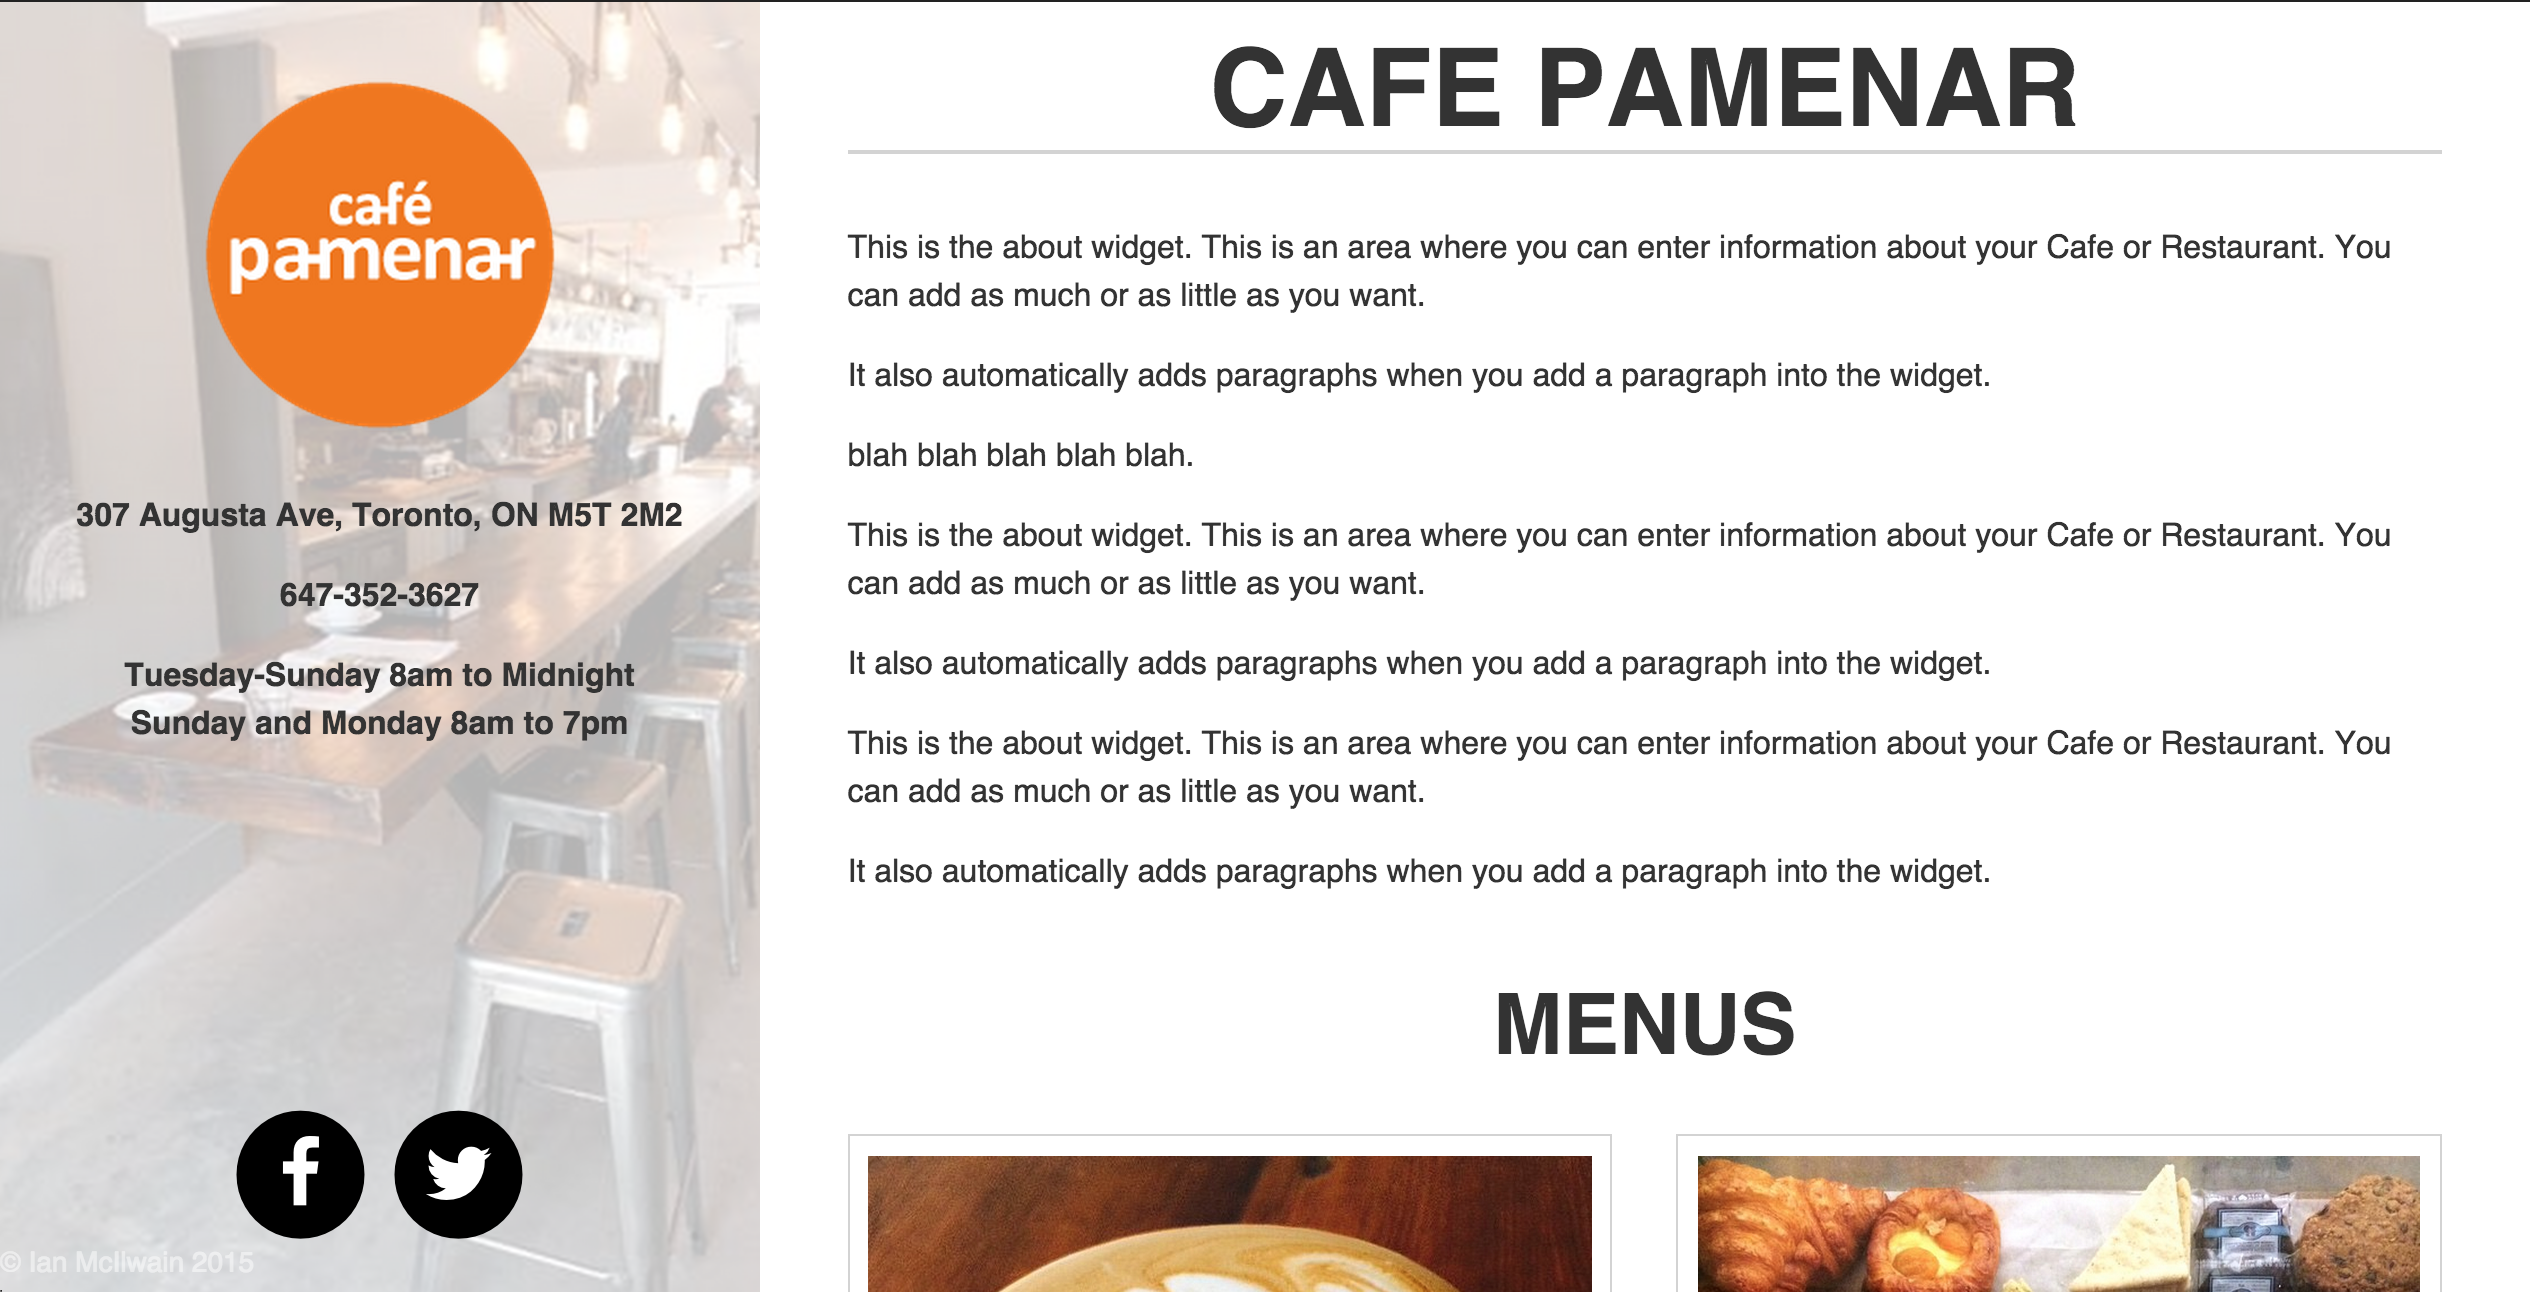 café
pamenar
307 Augusta Ave, Toronto, ON M5T 2M2
647-352-3627
Tuesday-Sunday 8am to Midnight
Sunday and Monday 8am to 7pm
© Ian McIlwain 2015
CAFE PAMENAR
This is the about widget. This is an area where you can enter information about your Cafe or Restaurant. You
can add as much or as little as you want.
It also automatically adds paragraphs when you add a paragraph into the widget.
blah blah blah blah blah.
This is the about widget. This is an area where you can enter information about your Cafe or Restaurant. You
can add as much or as little as you want.
It also automatically adds paragraphs when you add a paragraph into the widget.
This is the about widget. This is an area where you can enter information about your Cafe or Restaurant. You
can add as much or as little as you want.
It also automatically adds paragraphs when you add a paragraph into the widget.
MENUS